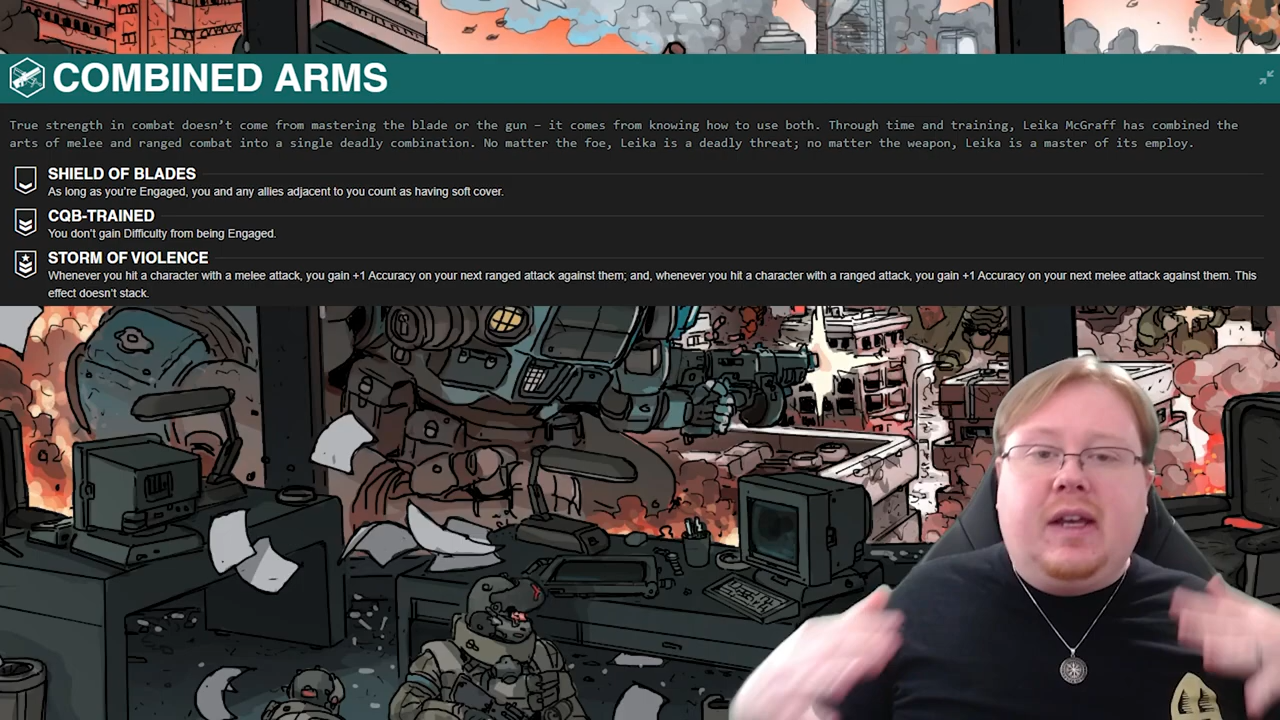 COMBINED ARMS
True strength in combat doesn't come from mastering the blade or the gun – it comes from knowing how to use both. Through time and training, Leika McGraff has combined the
arts of melee and ranged combat into a single deadly combination. No matter the foe, Leika is a deadly threat; no matter the weapon, Leika is a master of its employ.
SHIELD OF BLADES
As long as you're Engaged, you and any allies adjacent to you count as having soft cover.
CQB-TRAINED
You don't gain Difficulty from being Engaged.
STORM OF VIOLENCE
Whenever you hit a character with a melee attack, you gain +1 Accuracy on your next ranged attack against them; and, whenever you hit a character with a ranged attack, you gain +1 Accuracy on your next melee attack against them. This
effect doesn't stack.